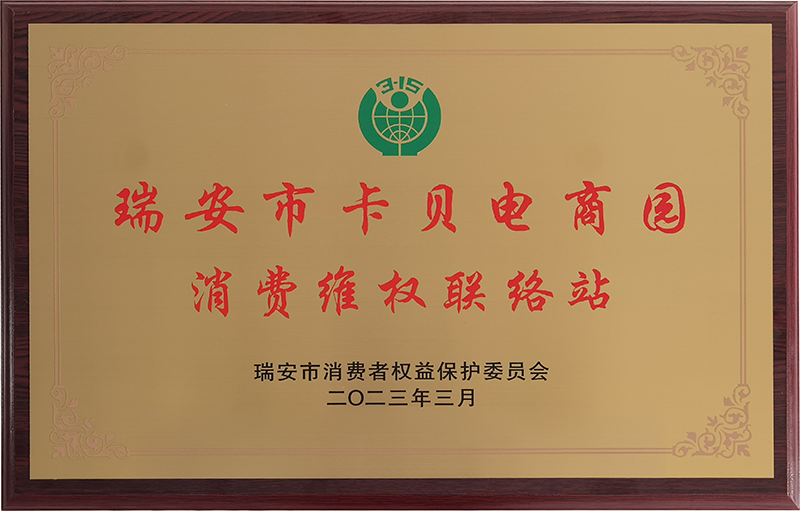 3·15
瑞安市卡贝电商园
消费维权联络站
瑞安市消费者权益保护委员会
二〇二三年三月